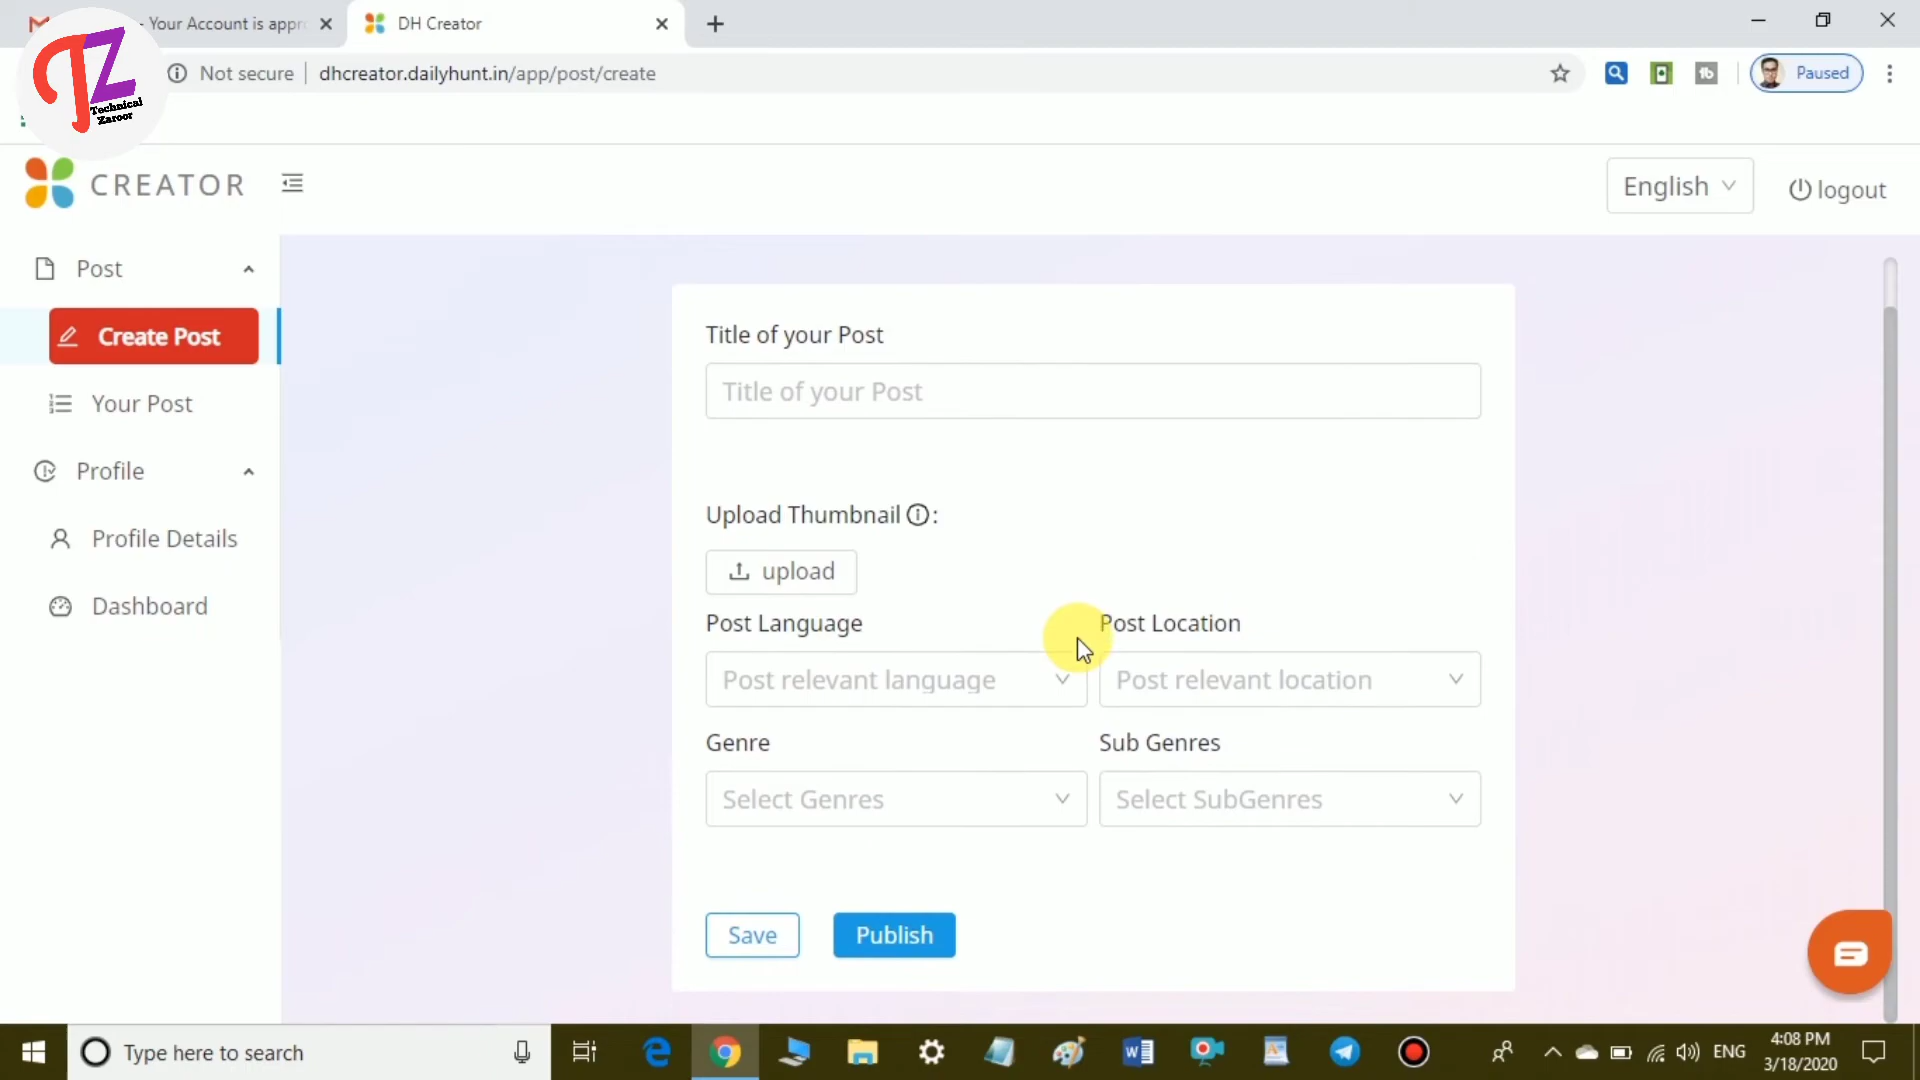 Your Account is appr
DH Creator
Not secure
dhcreator.dailyhunt.in/app/post/create
Paused
TZ
Technical
Zaroor
CREATOR
English
logout
Post
Create Post
Your Post
Profile
Profile Details
Dashboard
Title of your Post
Title of your Post
Upload Thumbnail :
upload
Post Language
Post Location
Post relevant language
Post relevant location
Genre
Sub Genres
Select Genres
Select SubGenres
Save
Publish
Type here to search
ENG
4:08 PM
3/18/2020